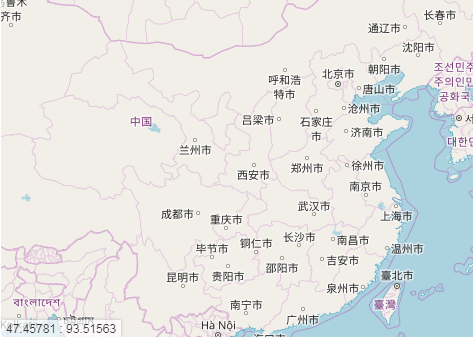 鲁木
齐市
长春市
通辽市
沈阳市
朝阳市
呼和浩
特市
北京市
조선민주
주의인민
공화국
唐山市
沧州市
吕梁市
石家庄
市
济南市
中国
兰州市
대한민
西安市
郑州市
徐州市
南京市
成都市
重庆市
武汉市
上海市
毕节市
铜仁市
长沙市
南昌市
温州市
昆明市
贵阳市
邵阳市
吉安市
臺北市
泉州市
臺灣
বাংলাদেশ
南宁市
广州市
Hà Nội
47.45781 : 93.51563